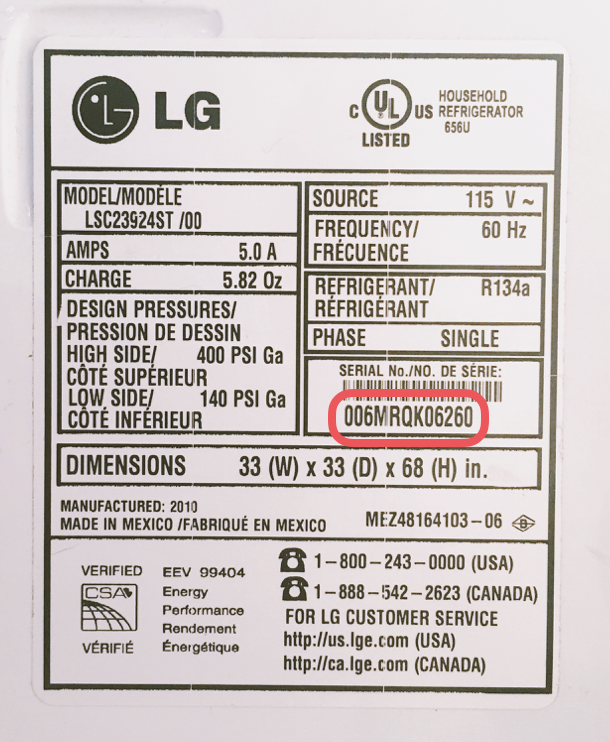 LG
C UL US LISTED
HOUSEHOLD
REFRIGERATOR
656U
MODEL/MODÈLE
LSC23924ST /00
AMPS 5.0 A
CHARGE 5.82 Oz
DESIGN PRESSURES/
PRESSION DE DESSIN
HIGH SIDE/ 400 PSI Ga
CÔTÉ SUPÉRIEUR
LOW SIDE/ 140 PSI Ga
CÔTÉ INFÉRIEUR
SOURCE 115 V ~
FREQUENCY/ 60 Hz
FRÉCUENCE
REFRIGERANT/ R134a
RÉFRIGÉRANT
PHASE SINGLE
SERIAL No./NO. DE SÉRIE:
006MRQK06260
DIMENSIONS 33 (W) x 33 (D) x 68 (H) in.
MANUFACTURED: 2010
MADE IN MEXICO /FABRIQUÉ EN MEXICO
MEZ48164103-06
VERIFIED
CSA
VÉRIFIÉ
EEV 99404
Energy
Performance
Rendement
Énergétique
1-800-243-0000 (USA)
1-888-542-2623 (CANADA)
FOR LG CUSTOMER SERVICE
http://us.lge.com (USA)
http://ca.lge.com (CANADA)